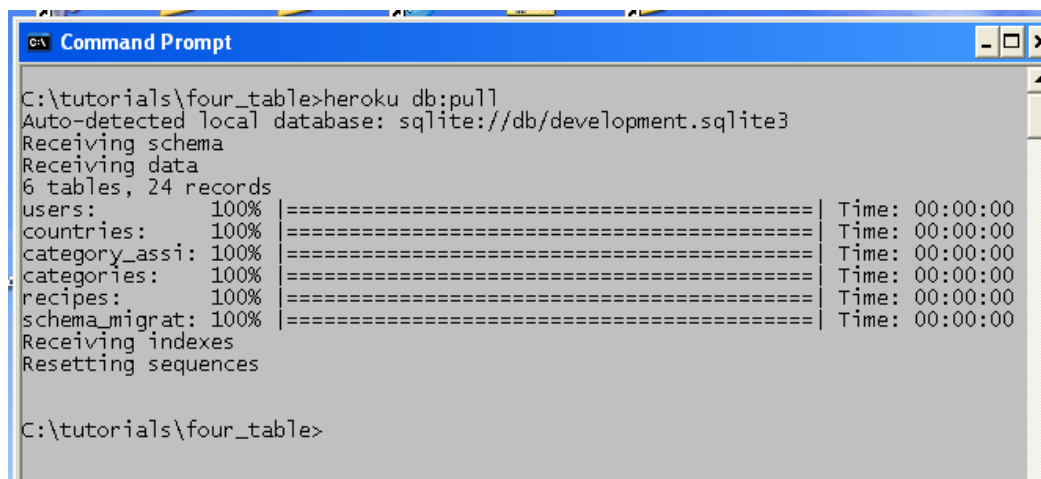 Command Prompt
C:\tutorials\four_table>heroku db:pull
Auto-detected local database: sqlite://db/development.sqlite3
Receiving schema
Receiving data
6 tables, 24 records
users:         100% |==========================================| Time: 00:00:00
countries:     100% |==========================================| Time: 00:00:00
category_assi: 100% |==========================================| Time: 00:00:00
categories:    100% |==========================================| Time: 00:00:00
recipes:       100% |==========================================| Time: 00:00:00
schema_migrat: 100% |==========================================| Time: 00:00:00
Receiving indexes
Resetting sequences
C:\tutorials\four_table>